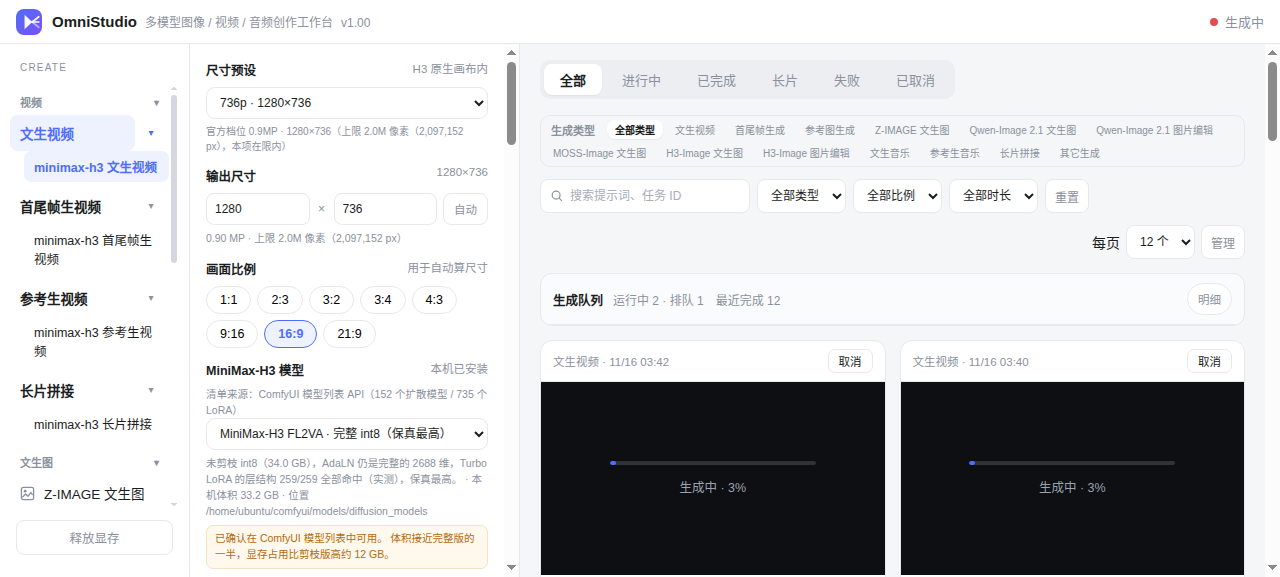 OmniStudio 多模型图像 / 视频 / 音频创作工作台 v1.00
生成中
CREATE
视频
文生视频
minimax-h3 文生视频
首尾帧生视频
minimax-h3 首尾帧生
视频
参考生视频
minimax-h3 参考生视
频
长片拼接
minimax-h3 长片拼接
文生图
Z-IMAGE 文生图
释放显存
尺寸预设 H3 原生画布内
736p · 1280×736
官方档位 0.9MP · 1280×736（上限 2.0M 像素（2,097,152
px），本项在限内）
输出尺寸 1280×736
1280 × 736 自动
0.90 MP · 上限 2.0M 像素（2,097,152 px）
画面比例 用于自动算尺寸
1:1 2:3 3:2 3:4 4:3
9:16 16:9 21:9
MiniMax-H3 模型 本机已安装
清单来源：ComfyUI 模型列表 API（152 个扩散模型 / 735 个
LoRA）
MiniMax-H3 FL2VA · 完整 int8（保真最高）
未剪枝 int8（34.0 GB），AdaLN 仍是完整的 2688 维，Turbo
LoRA 的层结构 259/259 全部命中（实测），保真最高。 · 本
机体积 33.2 GB · 位置
/home/ubuntu/comfyui/models/diffusion_models
已确认在 ComfyUI 模型列表中可用。 体积接近完整版的
一半，显存占用比剪枝版高约 12 GB。
全部 进行中 已完成 长片 失败 已取消
生成类型 全部类型 文生视频 首尾帧生成 参考图生成 Z-IMAGE 文生图 Qwen-Image 2.1 文生图 Qwen-Image 2.1 图片编辑
MOSS-Image 文生图 H3-Image 文生图 H3-Image 图片编辑 文生音乐 参考生音乐 长片拼接 其它生成
搜索提示词、任务 ID 全部类型 全部比例 全部时长 重置
每页 12 个 管理
生成队列 运行中 2 · 排队 1 最近完成 12 明细
文生视频 · 11/16 03:42 取消
生成中 · 3%
文生视频 · 11/16 03:40 取消
生成中 · 3%